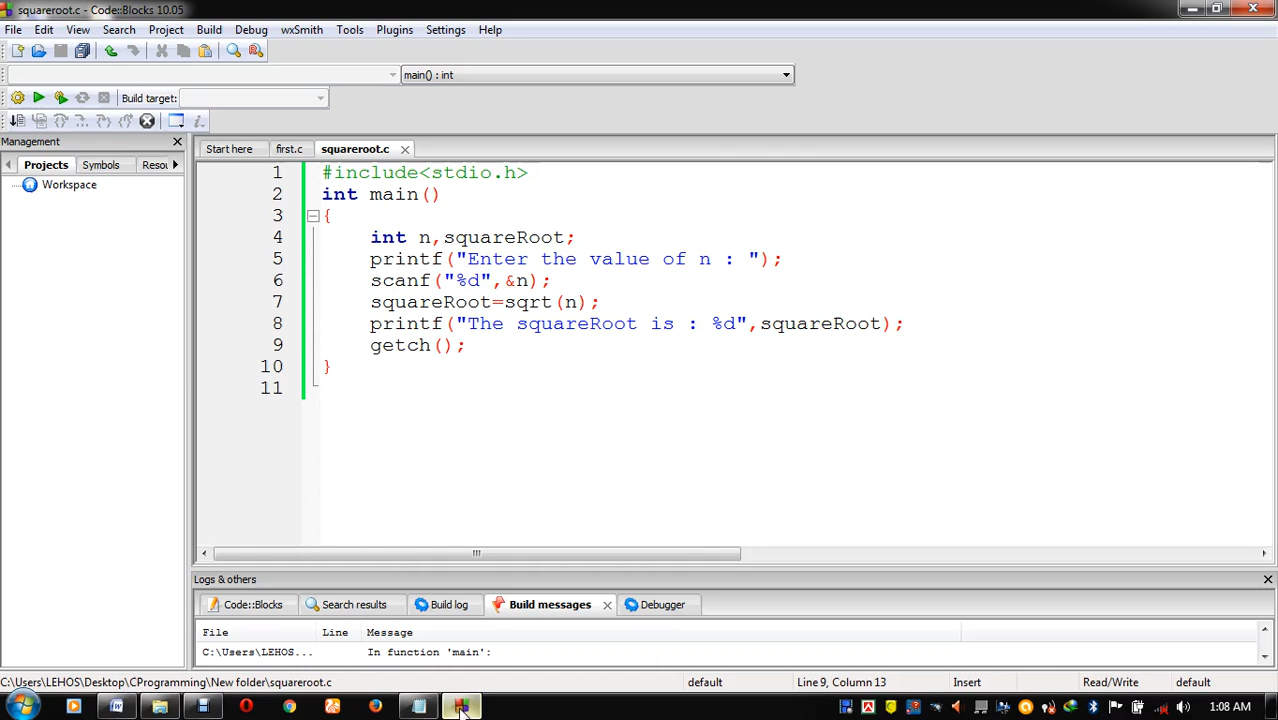 squareroot.c - Code::Blocks 10.05
File Edit View Search Project Build Debug wxSmith Tools Plugins Settings Help
main() : int
Build target:
Management
Projects Symbols Resou
Workspace
Start here first.c squareroot.c
1 #include<stdio.h>
2 int main()
3 {
4 int n,squareRoot;
5 printf("Enter the value of n : ");
6 scanf("%d",&n);
7 squareRoot=sqrt(n);
8 printf("The squareRoot is : %d",squareRoot);
9 getch();
10 }
11
Logs & others
Code::Blocks Search results Build log Build messages Debugger
File Line Message
C:\Users\LEHOS... In function 'main':
C:\Users\LEHOS\Desktop\CProgramming\New folder\squareroot.c default Line 9, Column 13 Insert Read/Write default
1:08 AM